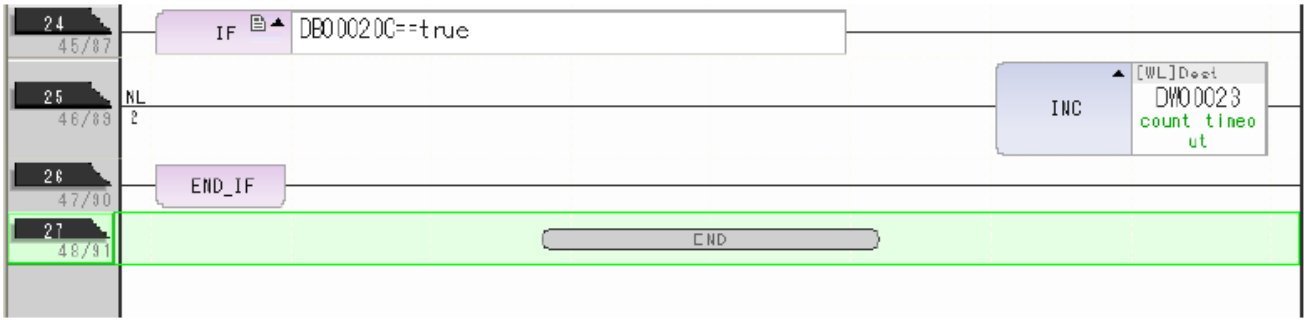 24
45/87
IF
DB00020C==true
25
46/89
NL
2
INC
[WL]Dest
DW00023
count timeo
ut
26
47/90
END_IF
27
48/91
END